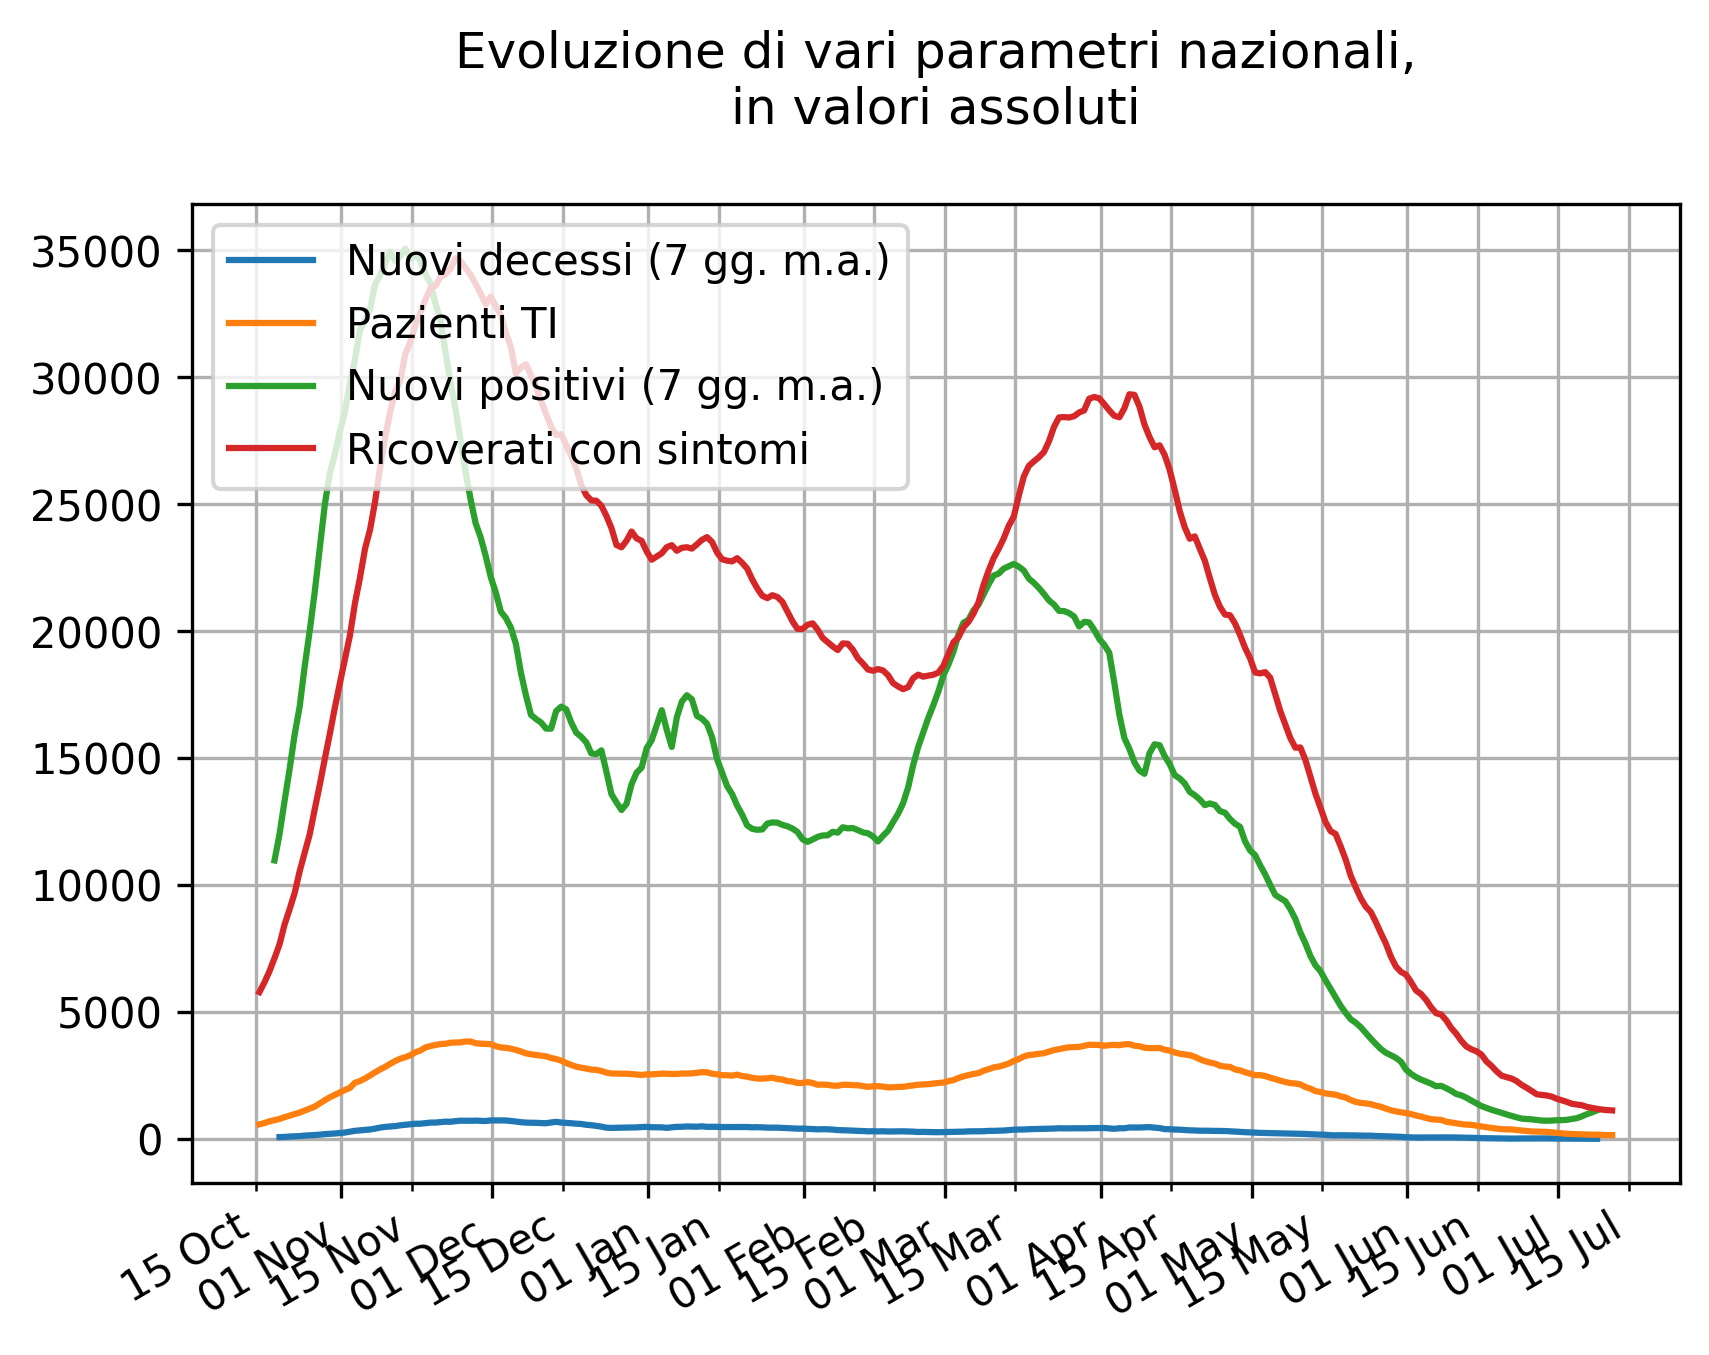 Evoluzione di vari parametri nazionali,
in valori assoluti
Nuovi decessi (7 gg. m.a.)
Pazienti TI
Nuovi positivi (7 gg. m.a.)
Ricoverati con sintomi
35000
30000
25000
20000
15000
10000
5000
0
15 Oct
01 Nov
15 Nov
01 Dec
15 Dec
01 Jan
15 Jan
01 Feb
15 Feb
01 Mar
15 Mar
01 Apr
15 Apr
01 May
15 May
01 Jun
15 Jun
01 Jul
15 Jul